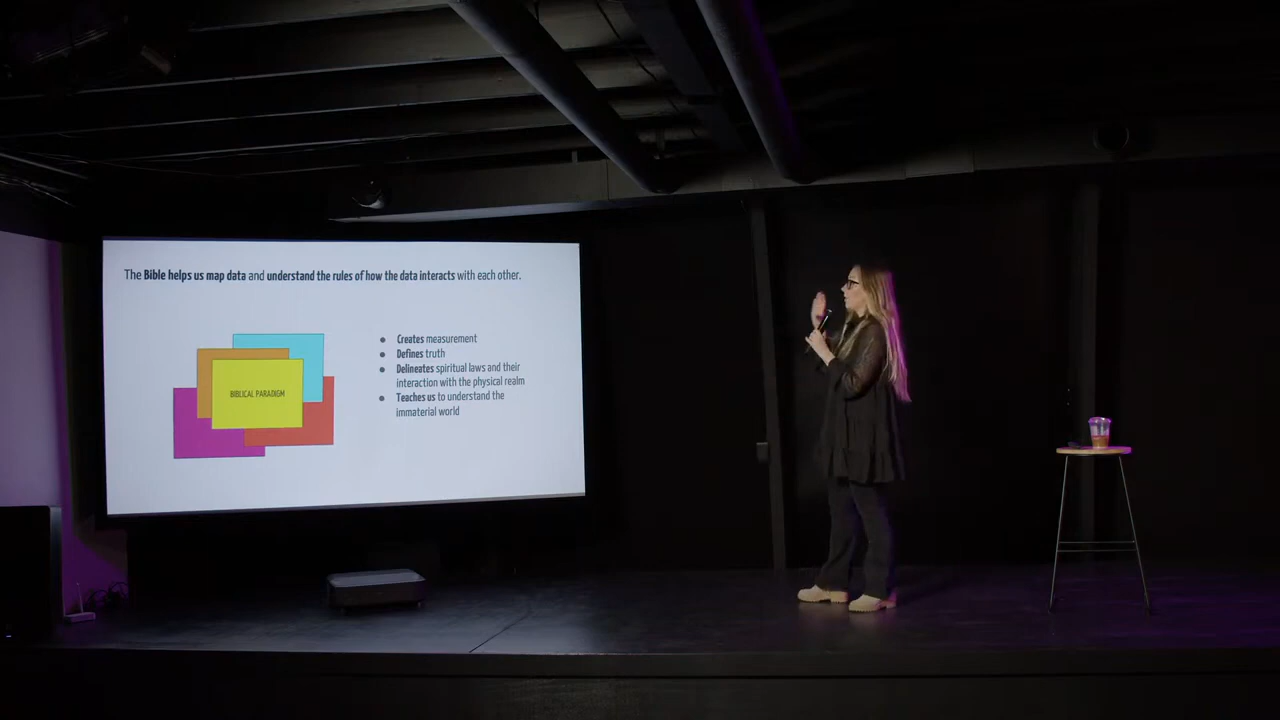 The Bible helps us map data and understand the rules of how the data interacts with each other.
BIBLICAL PARADIGM
● Creates measurement
● Defines truth
● Delineates spiritual laws and their
interaction with the physical realm
● Teaches us to understand the
immaterial world